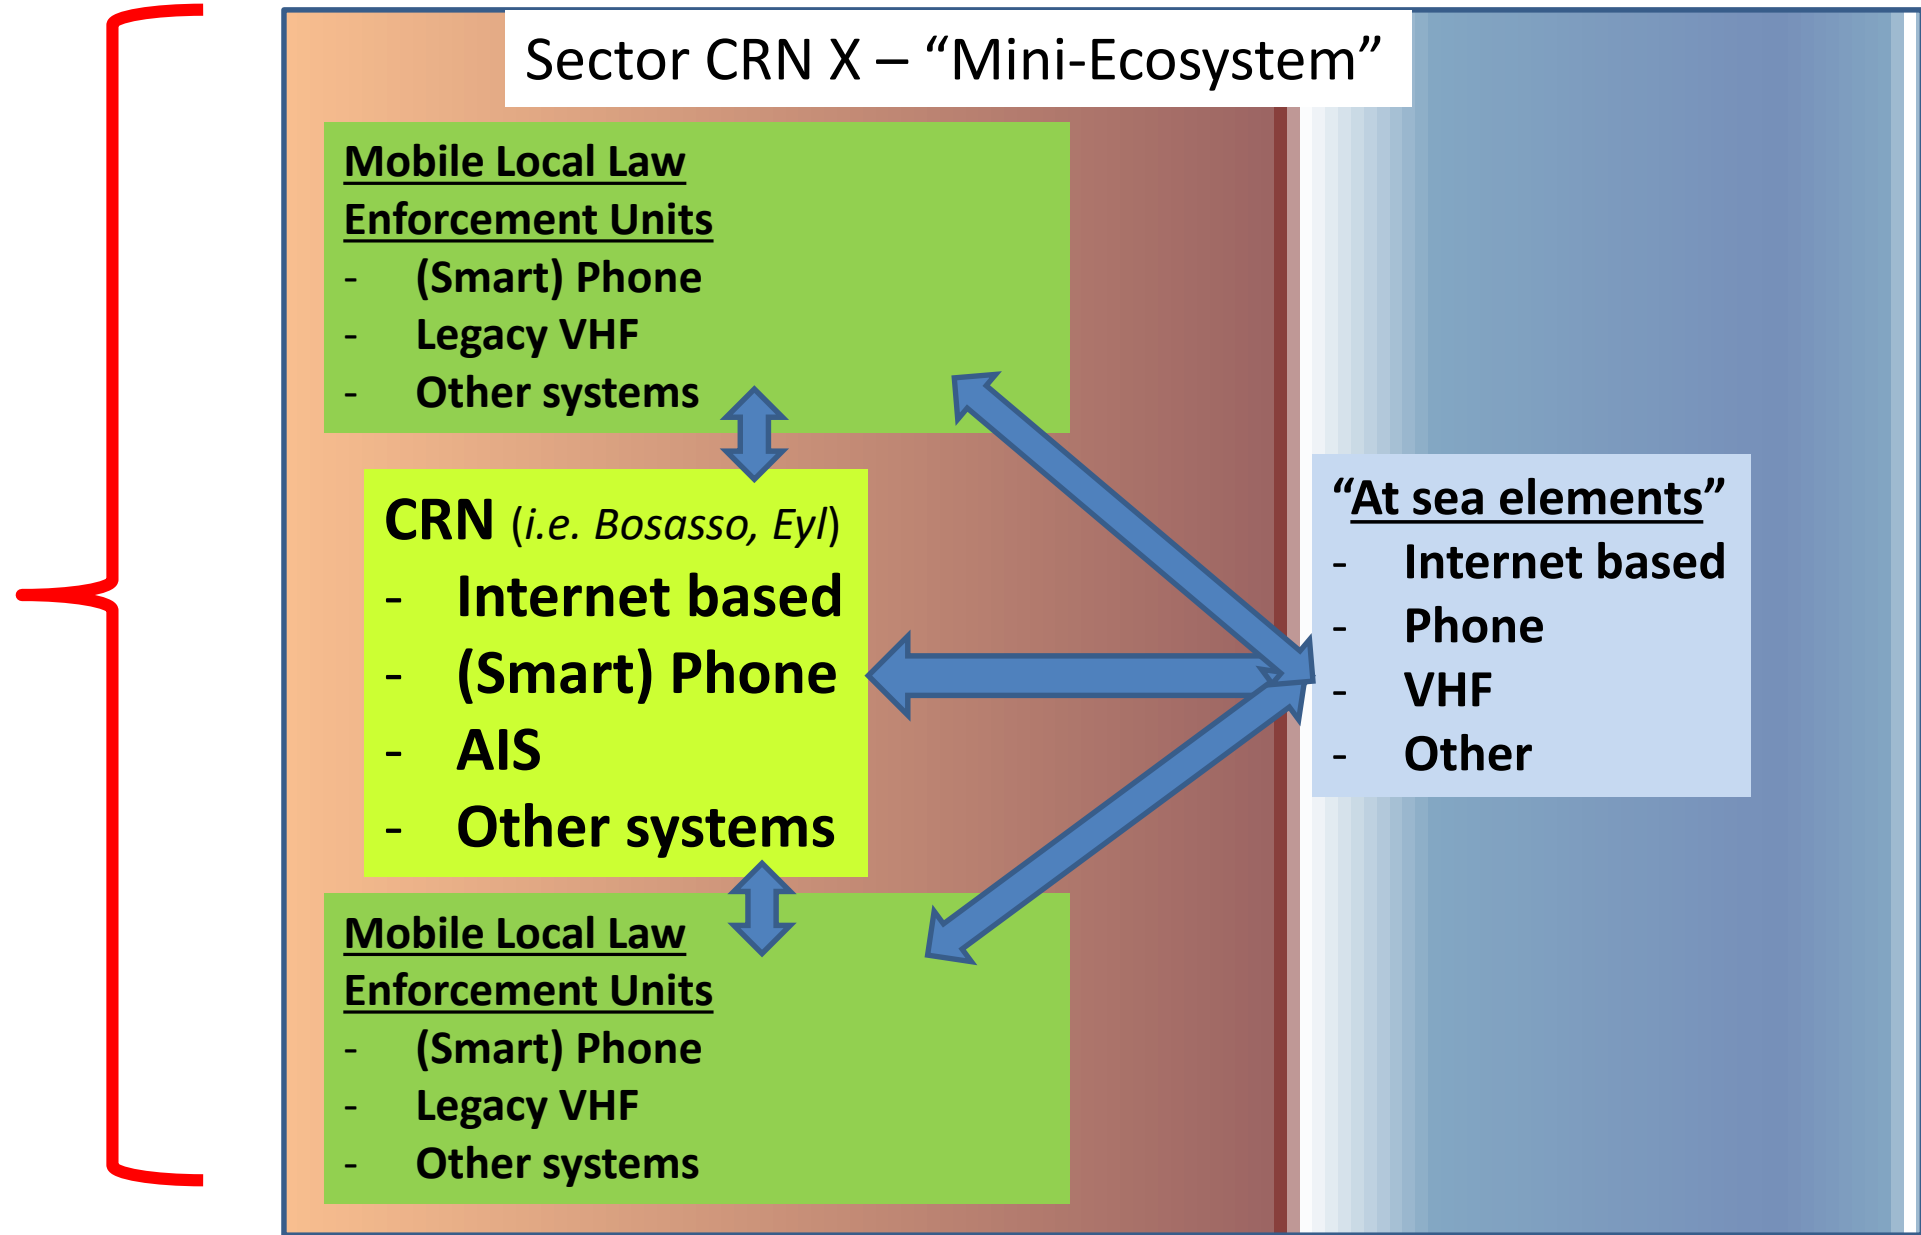 Sector CRN X – “Mini-Ecosystem”
Mobile Local Law
Enforcement Units
- (Smart) Phone
- Legacy VHF
- Other systems
CRN (i.e. Bosasso, Eyl)
- Internet based
- (Smart) Phone
- AIS
- Other systems
“At sea elements”
- Internet based
- Phone
- VHF
- Other
Mobile Local Law
Enforcement Units
- (Smart) Phone
- Legacy VHF
- Other systems